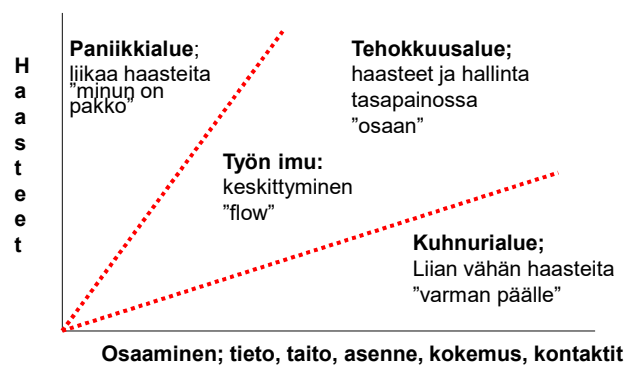 Haasteet
Paniikkialue;
liikaa haasteita
”minun on
pakko”
Tehokkuusalue;
haasteet ja hallinta
tasapainossa
”osaan”
Työn imu:
keskittyminen
”flow”
Kuhnurialue;
Liian vähän haasteita
”varman päälle”
Osaaminen; tieto, taito, asenne, kokemus, kontaktit